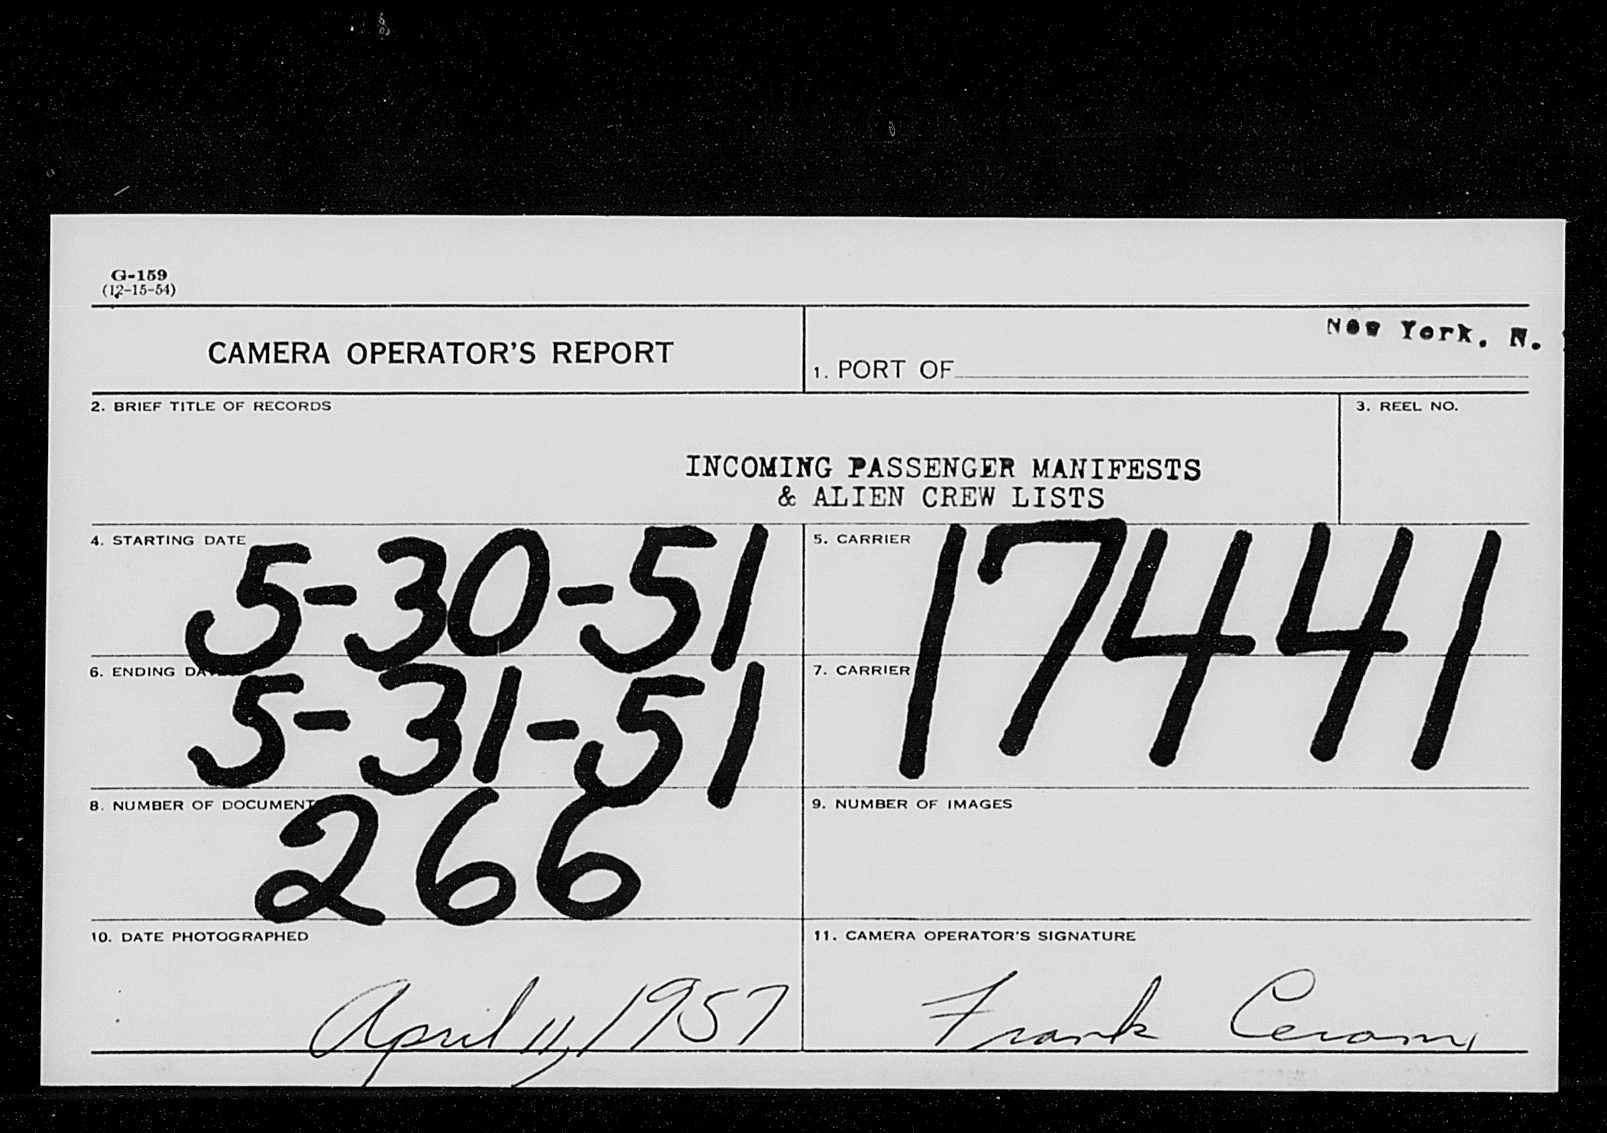 G-159
(12-15-54)
CAMERA OPERATOR'S REPORT
New York, N.
1. PORT OF
2. BRIEF TITLE OF RECORDS
INCOMING PASSENGER MANIFESTS
& ALIEN CREW LISTS
3. REEL NO.
4. STARTING DATE
5-30-51
5. CARRIER
17441
6. ENDING DATE
5-31-51
7. CARRIER
8. NUMBER OF DOCUMENTS
266
9. NUMBER OF IMAGES
10. DATE PHOTOGRAPHED
April 11, 1957
11. CAMERA OPERATOR'S SIGNATURE
Frank